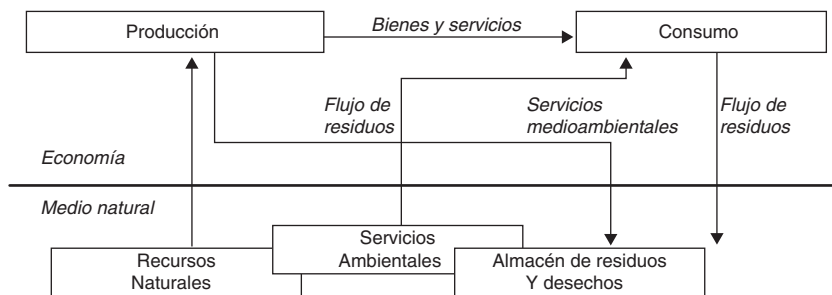 Producción
Bienes y servicios
Consumo
Flujo de
residuos
Servicios
medioambientales
Flujo de
residuos
Economía
Medio natural
Recursos
Naturales
Servicios
Ambientales
Almacén de residuos
Y desechos